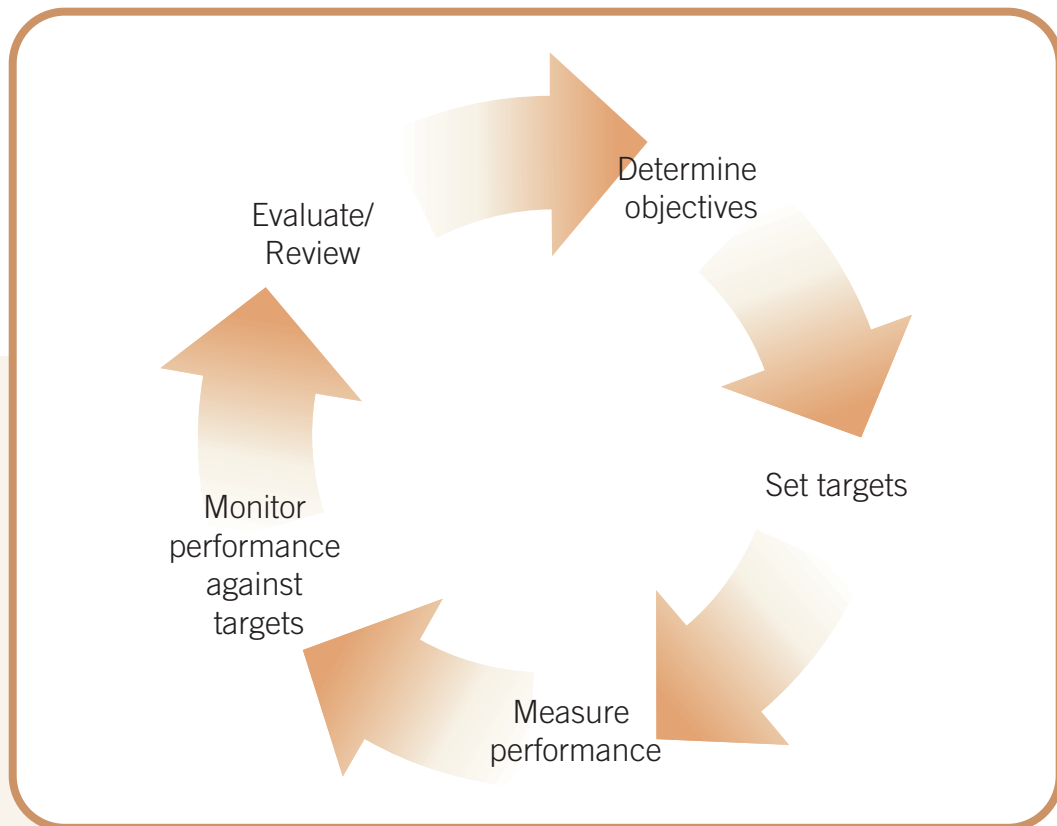 Determine
objectives
Set targets
Measure
performance
Monitor
performance
against
targets
Evaluate/
Review